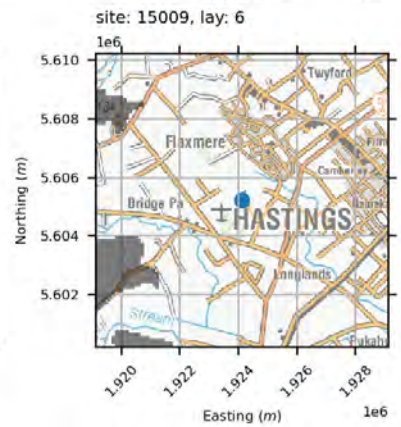 site: 15009, lay: 6
1e6
5.610
5.608
5.606
5.604
5.602
Northing (m)
Twyford
Flaxmere
Camberley
Bridge Pa
HASTINGS
Longlands
Stream
1.920
1.922
1.924
1.926
1.928
1e6
Easting (m)